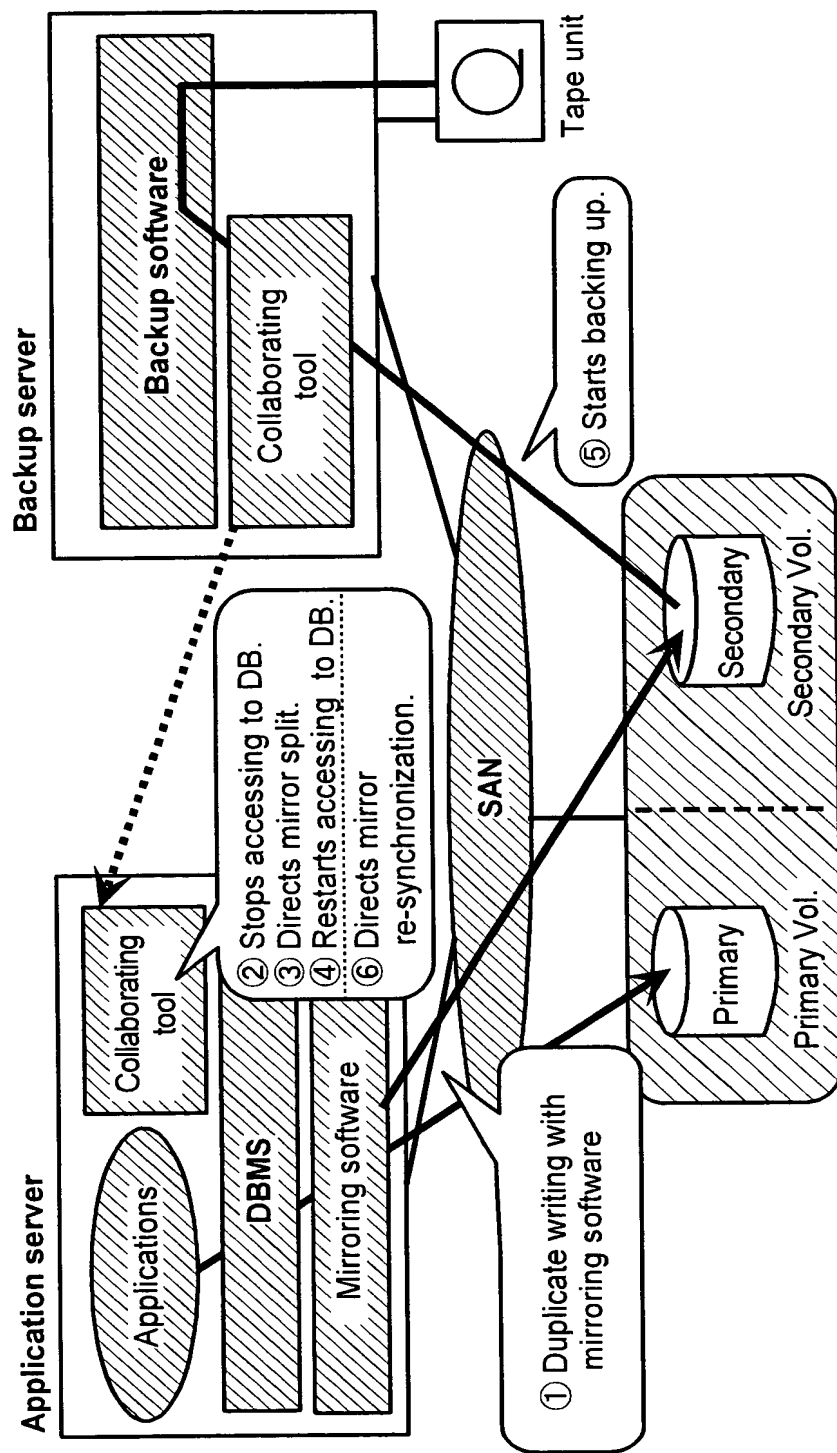 Application server
Applications
Collaborating
tool
DBMS
Mirroring software
② Stops accessing to DB.
③ Directs mirror split.
④ Restarts accessing to DB.
⑥ Directs mirror
re-synchronization.
Backup server
Backup software
Collaborating
tool
Tape unit
SAN
① Duplicate writing with
mirroring software
⑤ Starts backing up.
Primary
Primary Vol.
Secondary
Secondary Vol.